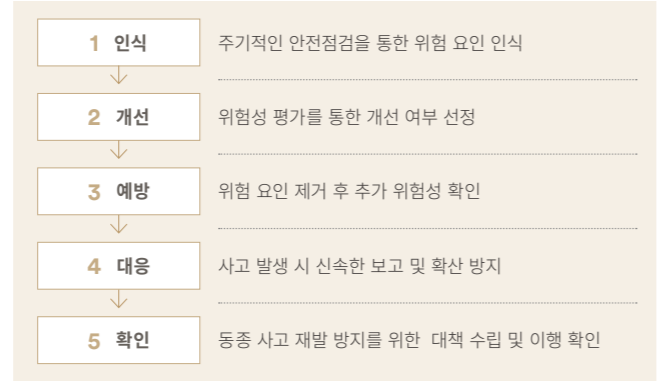 1 인식 주기적인 안전점검을 통한 위험 요인 인식
2 개선 위험성 평가를 통한 개선 여부 선정
3 예방 위험 요인 제거 후 추가 위험성 확인
4 대응 사고 발생 시 신속한 보고 및 확산 방지
5 확인 동종 사고 재발 방지를 위한 대책 수립 및 이행 확인